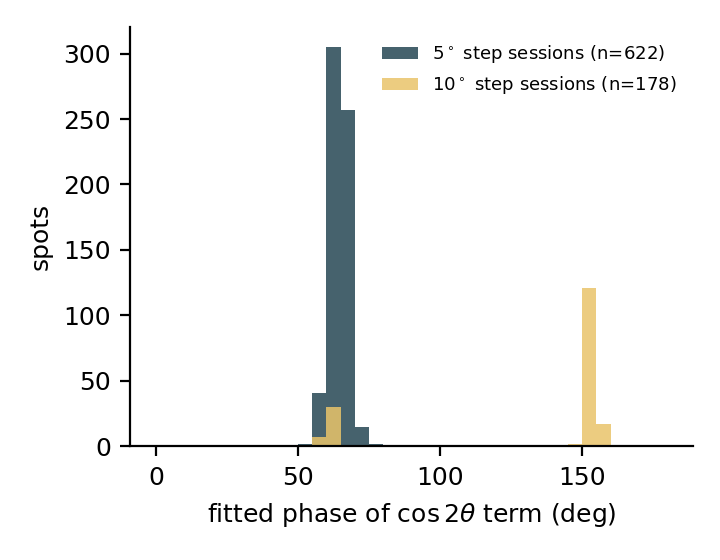 5° step sessions (n=622)
10° step sessions (n=178)
300
250
200
150
100
50
0
spots
0 50 100 150
fitted phase of cos 2θ term (deg)